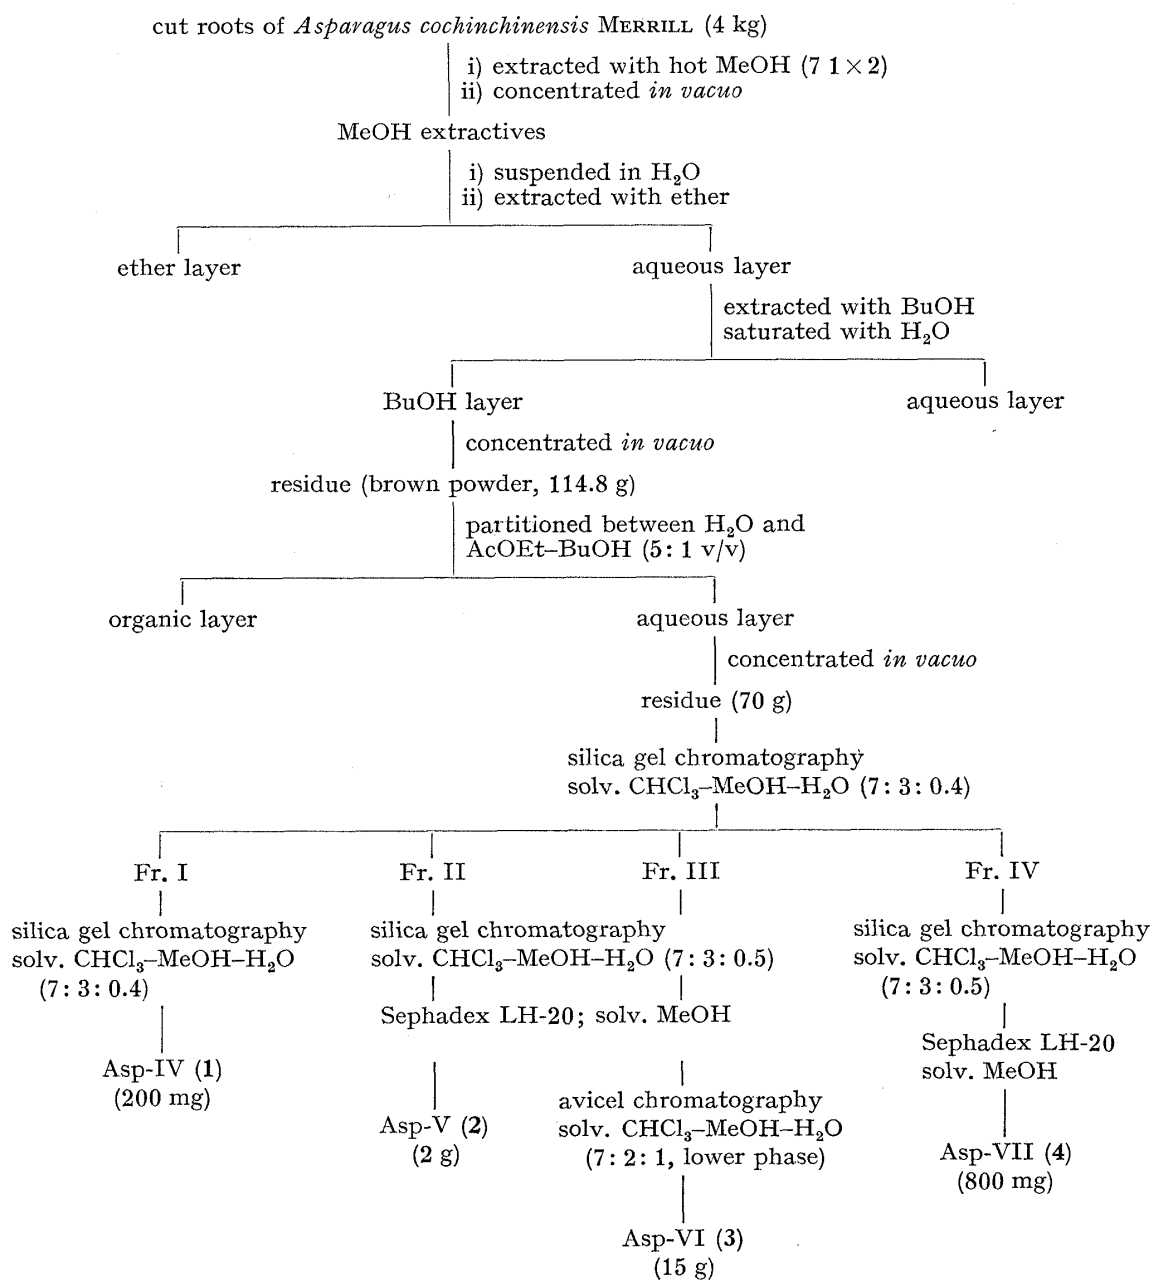 cut roots of Asparagus cochinchinensis MERRILL (4 kg)
i) extracted with hot MeOH (7 l×2)
ii) concentrated in vacuo
MeOH extractives
i) suspended in H₂O
ii) extracted with ether
ether layer
aqueous layer
extracted with BuOH
saturated with H₂O
BuOH layer
aqueous layer
concentrated in vacuo
residue (brown powder, 114.8 g)
partitioned between H₂O and
AcOEt–BuOH (5: 1 v/v)
organic layer
aqueous layer
concentrated in vacuo
residue (70 g)
silica gel chromatography
solv. CHCl₃–MeOH–H₂O (7: 3: 0.4)
Fr. I
Fr. II
Fr. III
Fr. IV
silica gel chromatography
solv. CHCl₃–MeOH–H₂O
(7: 3: 0.4)
silica gel chromatography
solv. CHCl₃–MeOH–H₂O (7: 3: 0.5)
silica gel chromatography
solv. CHCl₃–MeOH–H₂O
(7: 3: 0.5)
Sephadex LH-20; solv. MeOH
Sephadex LH-20
solv. MeOH
Asp-IV (1)
(200 mg)
Asp-V (2)
(2 g)
avicel chromatography
solv. CHCl₃–MeOH–H₂O
(7: 2: 1, lower phase)
Asp-VII (4)
(800 mg)
Asp-VI (3)
(15 g)